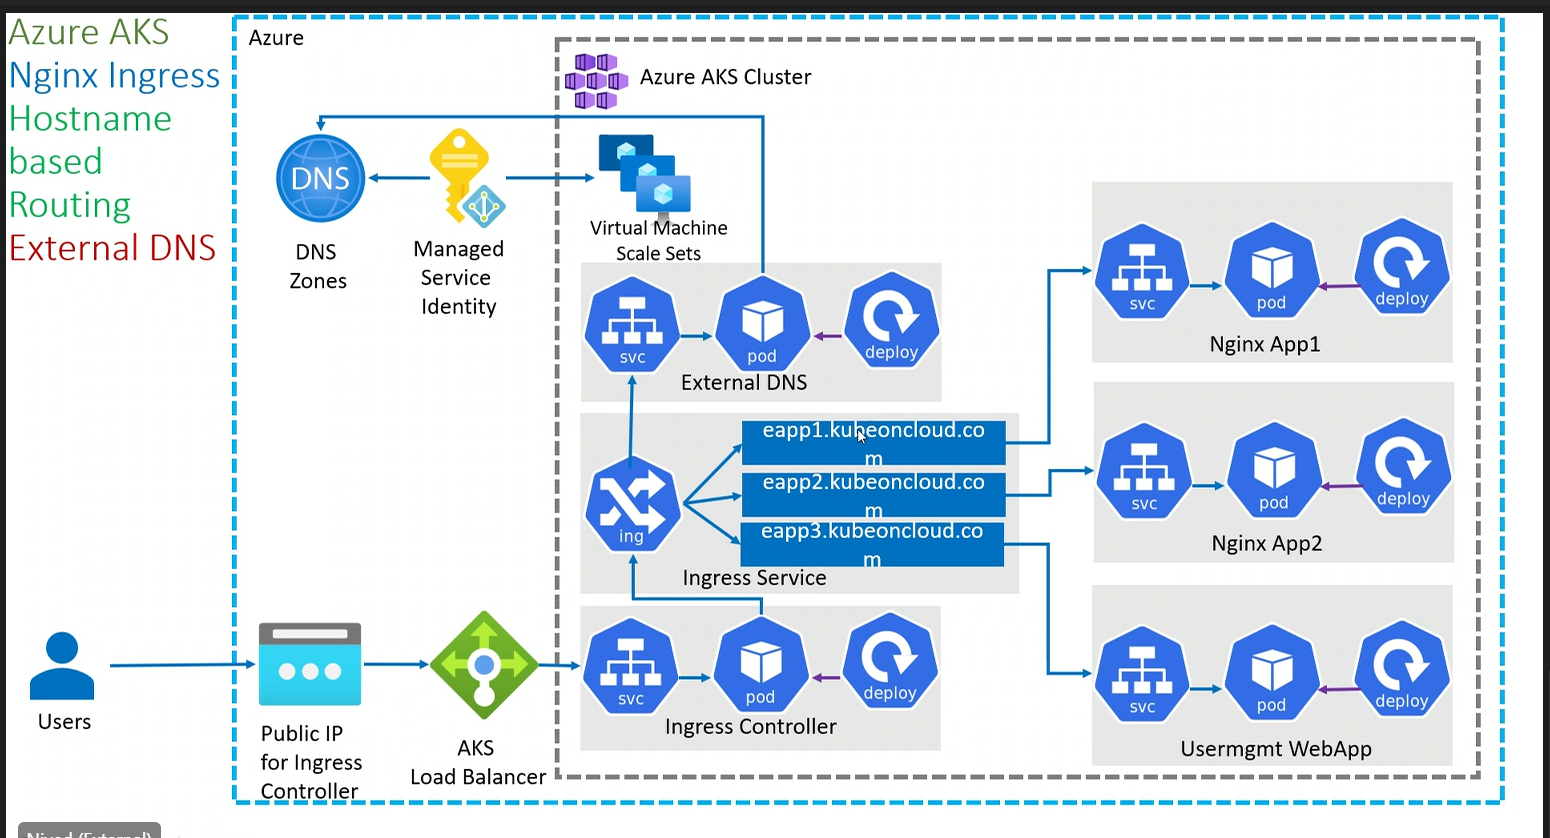 Azure AKS
Nginx Ingress
Hostname
based
Routing
External DNS
Azure
Azure AKS Cluster
DNS
DNS
Zones
Managed
Service
Identity
Virtual Machine
Scale Sets
svc
pod
deploy
External DNS
eapp1.kubeoncloud.co
m
eapp2.kubeoncloud.co
m
eapp3.kubeoncloud.co
m
ing
Ingress Service
svc
pod
deploy
Ingress Controller
svc
pod
deploy
Nginx App1
svc
pod
deploy
Nginx App2
svc
pod
deploy
Usermgmt WebApp
Users
Public IP
for Ingress
Controller
AKS
Load Balancer
(External)